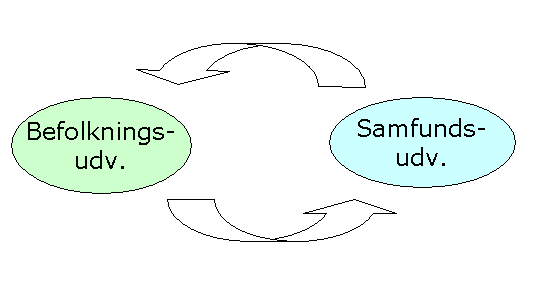 Befolknings-
udv.
Samfunds-
udv.